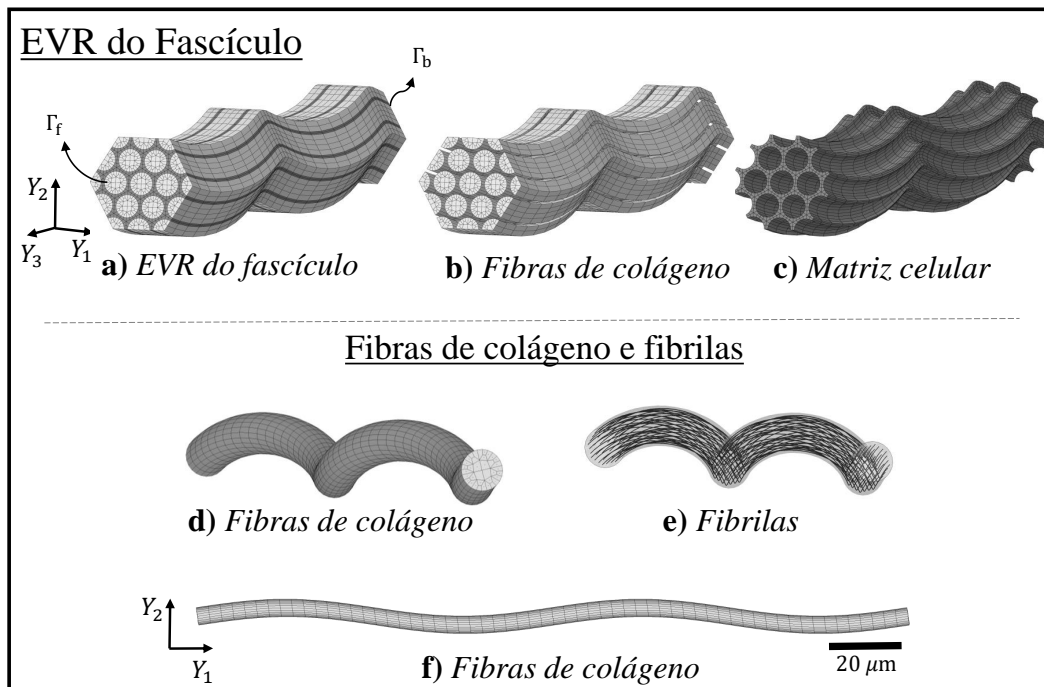 EVR do Fascículo
Γb
Γf
Y2
Y3
Y1
a) EVR do fascículo
b) Fibras de colágeno
c) Matriz celular
Fibras de colágeno e fibrilas
d) Fibras de colágeno
e) Fibrilas
Y2
Y1
f) Fibras de colágeno
20 μm